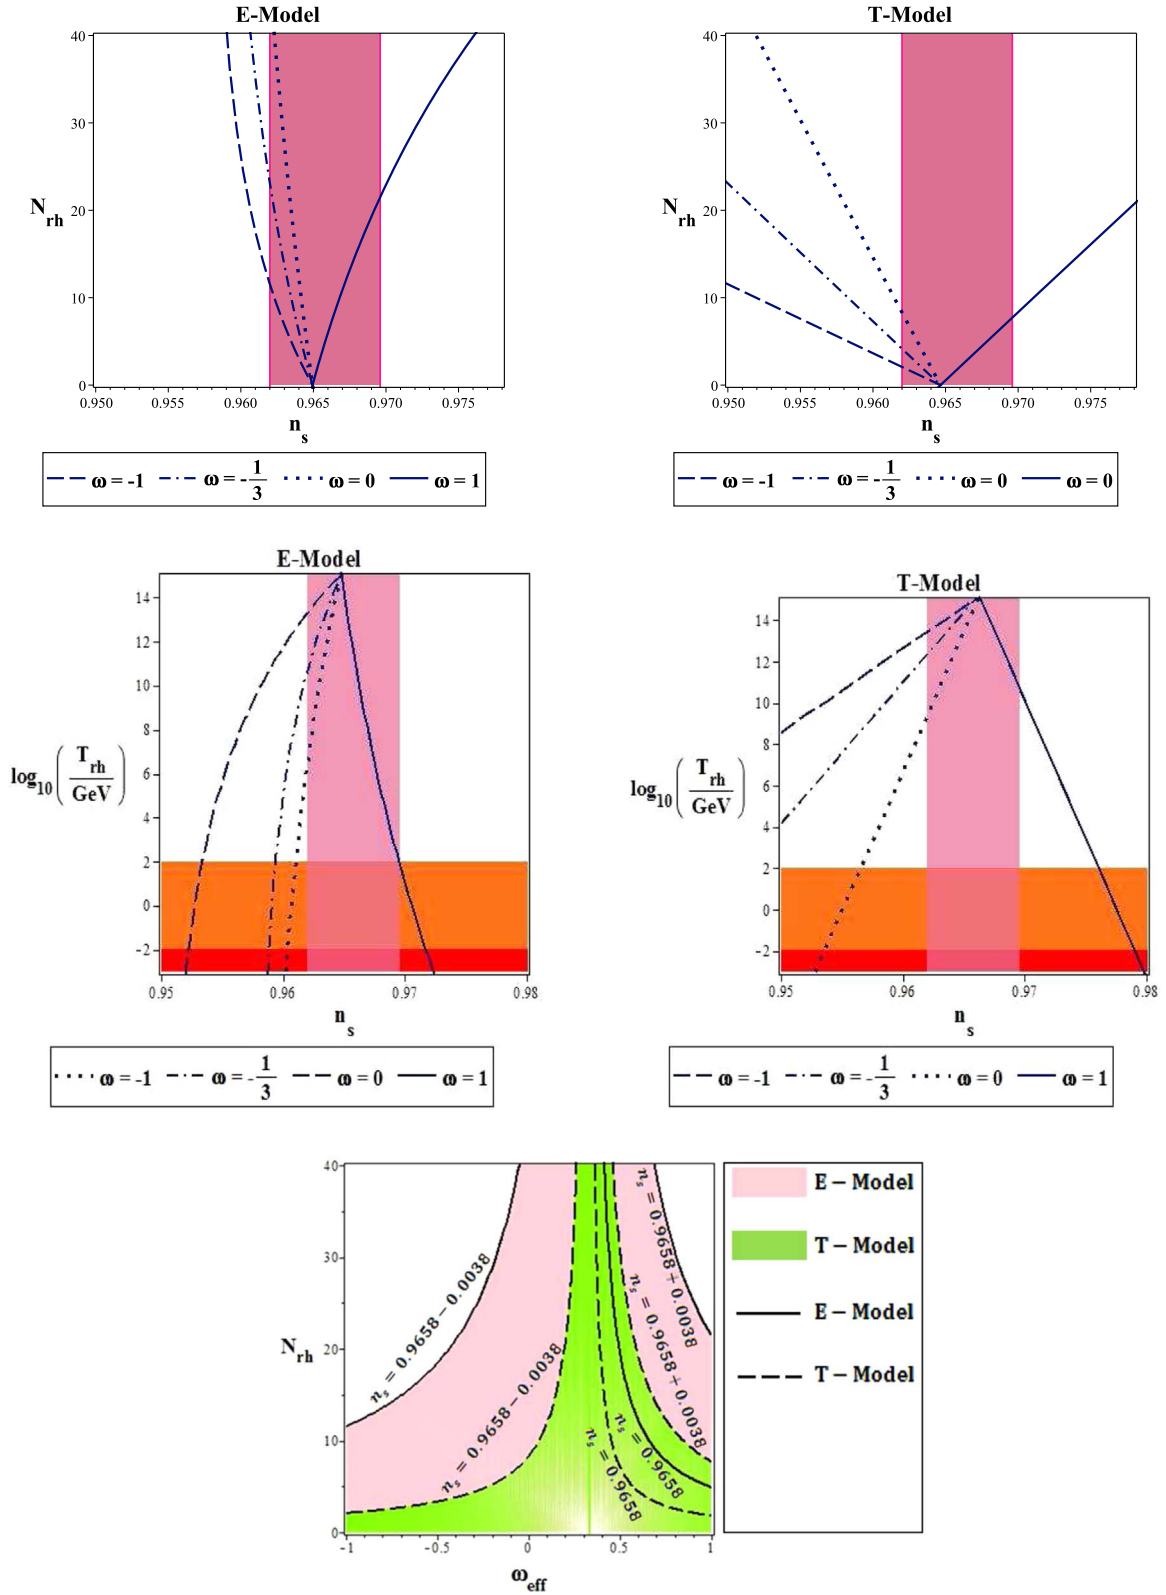 E-Model
40
30
N_rh
20
10
0
0.950 0.955 0.960 0.965 0.970 0.975
n_s
ω = -1 ω = -1/3 ω = 0 ω = 1
T-Model
40
30
N_rh
20
10
0
0.950 0.955 0.960 0.965 0.970 0.975
n_s
ω = -1 ω = -1/3 ω = 0 ω = 0
E-Model
14
12
10
8
log10(T_rh/GeV)
6
4
2
0
-2
0.95 0.96 0.97 0.98
n_s
ω = -1 ω = -1/3 ω = 0 ω = 1
T-Model
14
12
10
8
log10(T_rh/GeV)
6
4
2
0
-2
0.95 0.96 0.97 0.98
n_s
ω = -1 ω = -1/3 ω = 0 ω = 1
40
30
N_rh
20
10
0
-1 -0.5 0 0.5 1
ω_eff
n_s = 0.9658 − 0.0038
n_s = 0.9658 − 0.0038
n_s = 0.9658 + 0.0038
n_s = 0.9658 + 0.0038
n_s = 0.9658
n_s = 0.9658
E − Model
T − Model
E − Model
T − Model